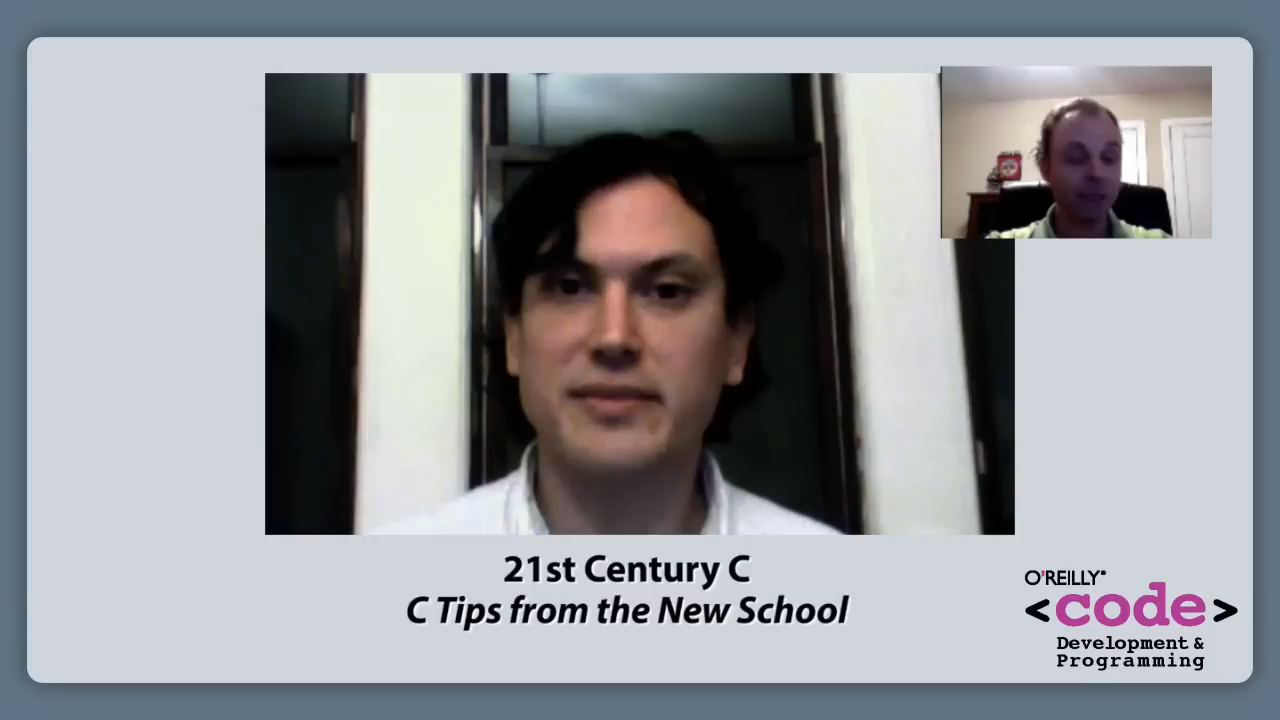 21st Century C
C Tips from the New School
O'REILLY®
<code>
Development &
Programming